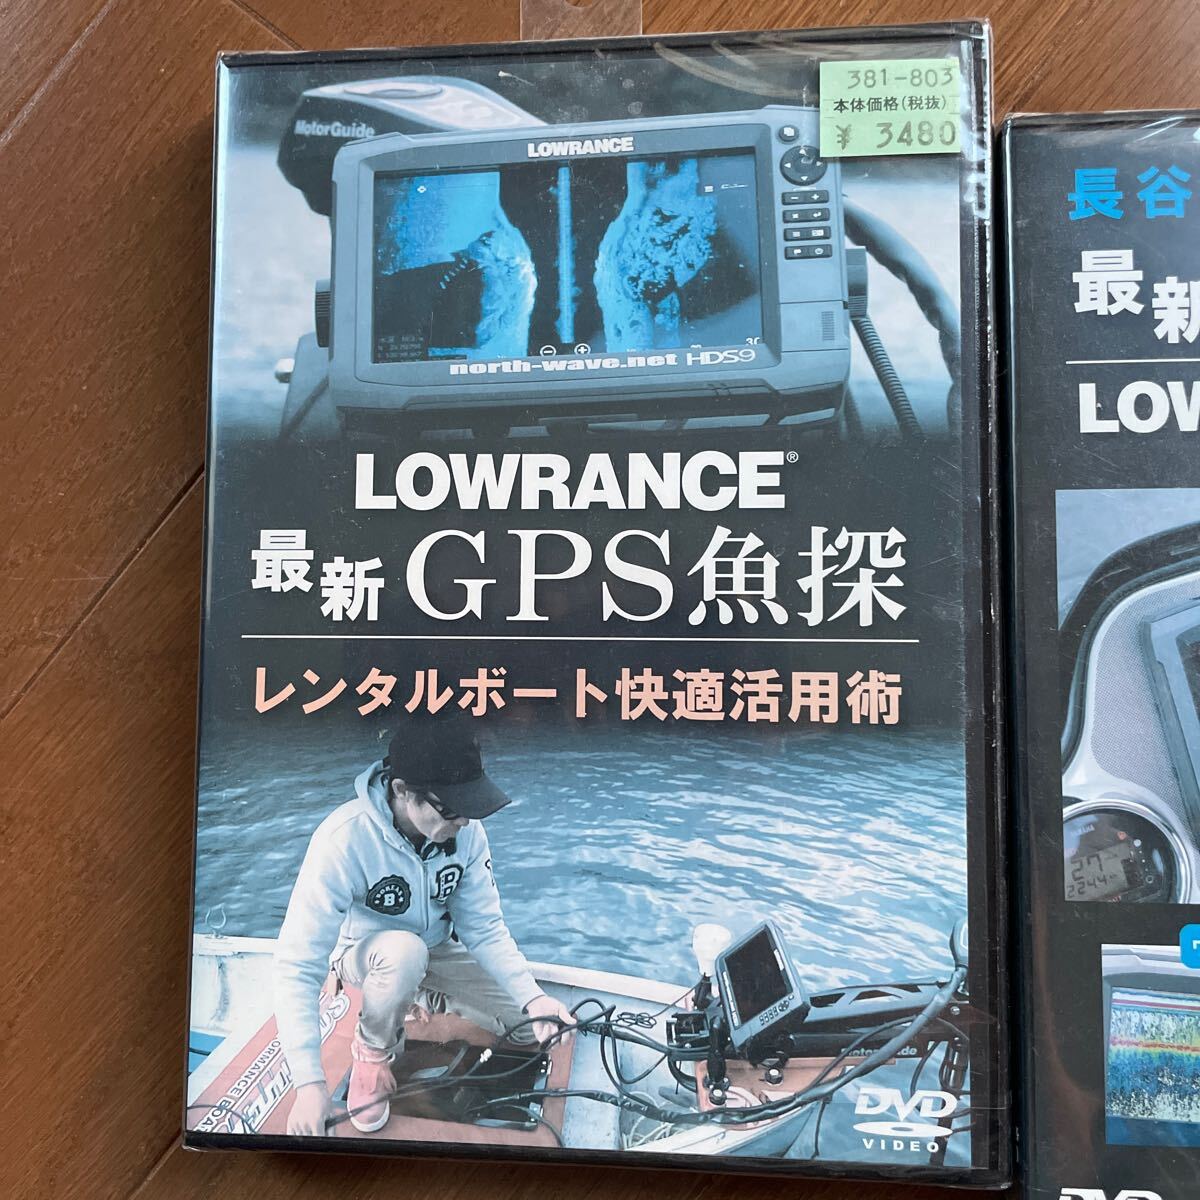 381-803
本体価格(税抜)
¥ 3480
MotorGuide
LOWRANCE
north-wave.net HDS9
LOWRANCE®
最新 GPS魚探
レンタルボート快適活用術
B
B
MotorGuide
DVD
VIDEO
長谷
最新
LOW
27